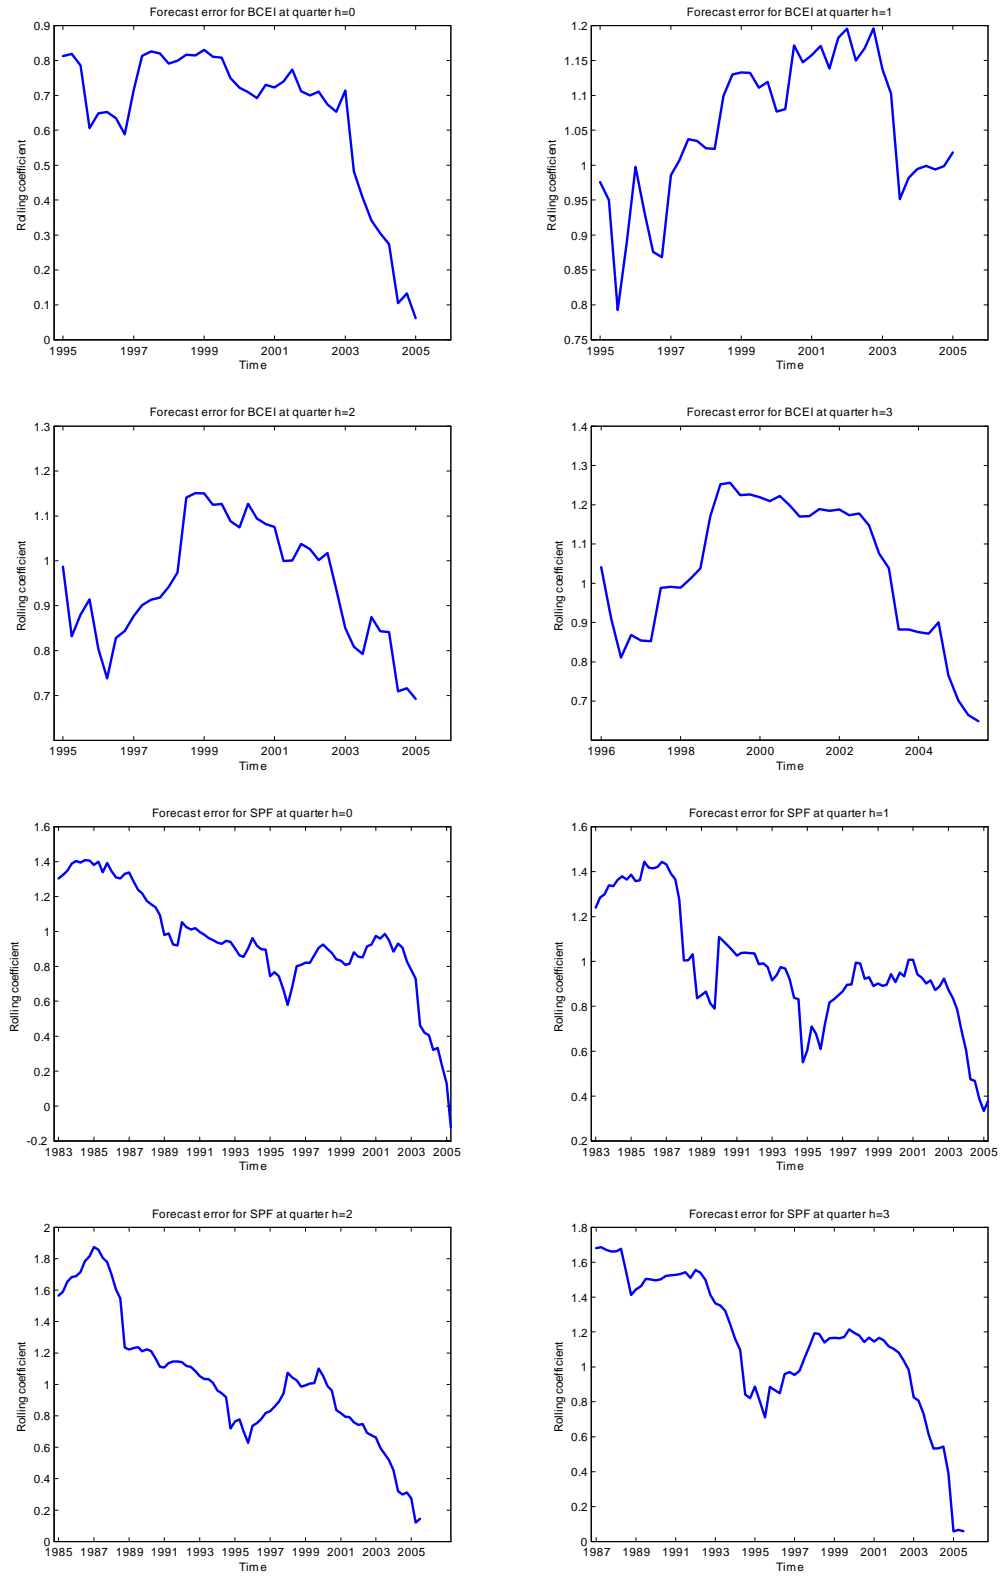 Forecast error for BCEI at quarter h=0
0.9
0.8
0.7
0.6
0.5
0.4
0.3
0.2
0.1
0
Rolling coefficient
1995 1997 1999 2001 2003 2005
Time
Forecast error for BCEI at quarter h=1
1.2
1.15
1.1
1.05
1
0.95
0.9
0.85
0.8
0.75
Rolling coefficient
1995 1997 1999 2001 2003 2005
Time
Forecast error for BCEI at quarter h=2
1.3
1.2
1.1
1
0.9
0.8
0.7
Rolling coefficient
1995 1997 1999 2001 2003 2005
Time
Forecast error for BCEI at quarter h=3
1.4
1.3
1.2
1.1
1
0.9
0.8
0.7
Rolling coefficient
1996 1998 2000 2002 2004
Time
Forecast error for SPF at quarter h=0
1.6
1.4
1.2
1
0.8
0.6
0.4
0.2
0
-0.2
Rolling coefficient
1983 1985 1987 1989 1991 1993 1995 1997 1999 2001 2003 2005
Time
Forecast error for SPF at quarter h=1
1.6
1.4
1.2
1
0.8
0.6
0.4
0.2
Rolling coefficient
1983 1985 1987 1989 1991 1993 1995 1997 1999 2001 2003 2005
Time
Forecast error for SPF at quarter h=2
2
1.8
1.6
1.4
1.2
1
0.8
0.6
0.4
0.2
0
Rolling coefficient
1985 1987 1989 1991 1993 1995 1997 1999 2001 2003 2005
Time
Forecast error for SPF at quarter h=3
1.8
1.6
1.4
1.2
1
0.8
0.6
0.4
0.2
0
Rolling coefficient
1987 1989 1991 1993 1995 1997 1999 2001 2003 2005
Time